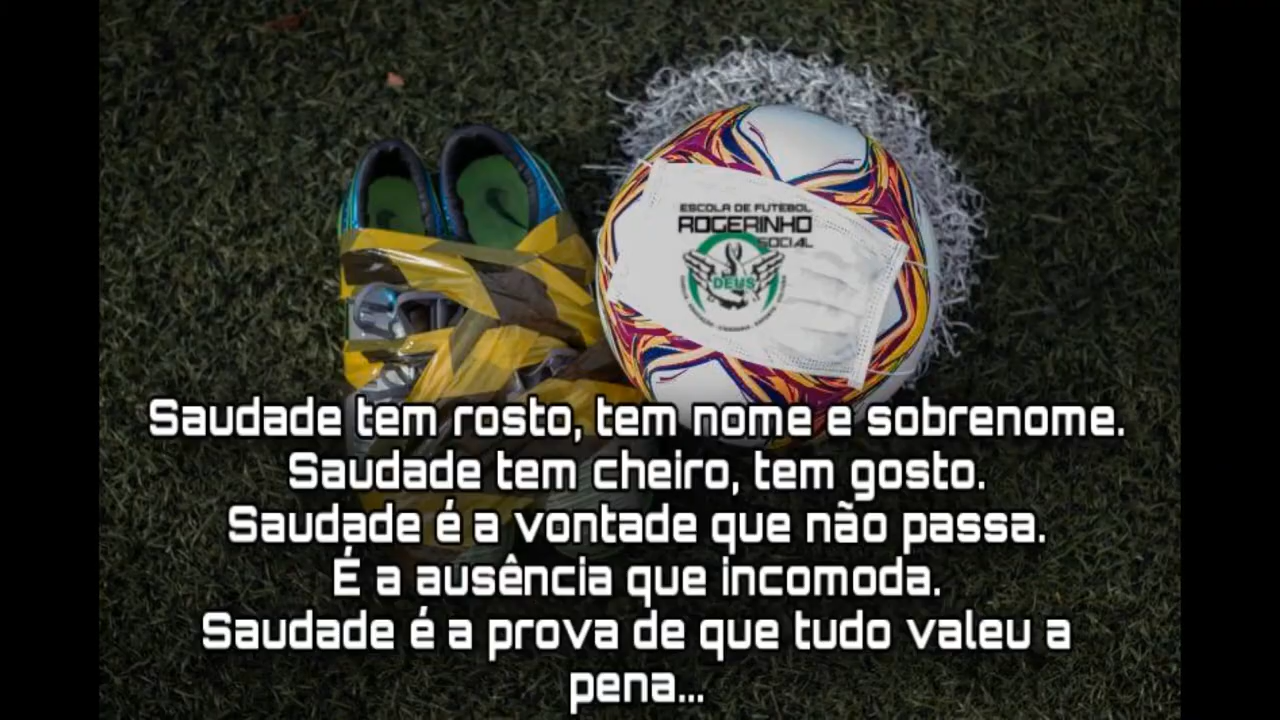 ESCOLA DE FUTEBOL
ROGERINHO
SOCIAL
DEUS
Saudade tem rosto, tem nome e sobrenome.
Saudade tem cheiro, tem gosto.
Saudade é a vontade que não passa.
É a ausência que incomoda.
Saudade é a prova de que tudo valeu a
pena...